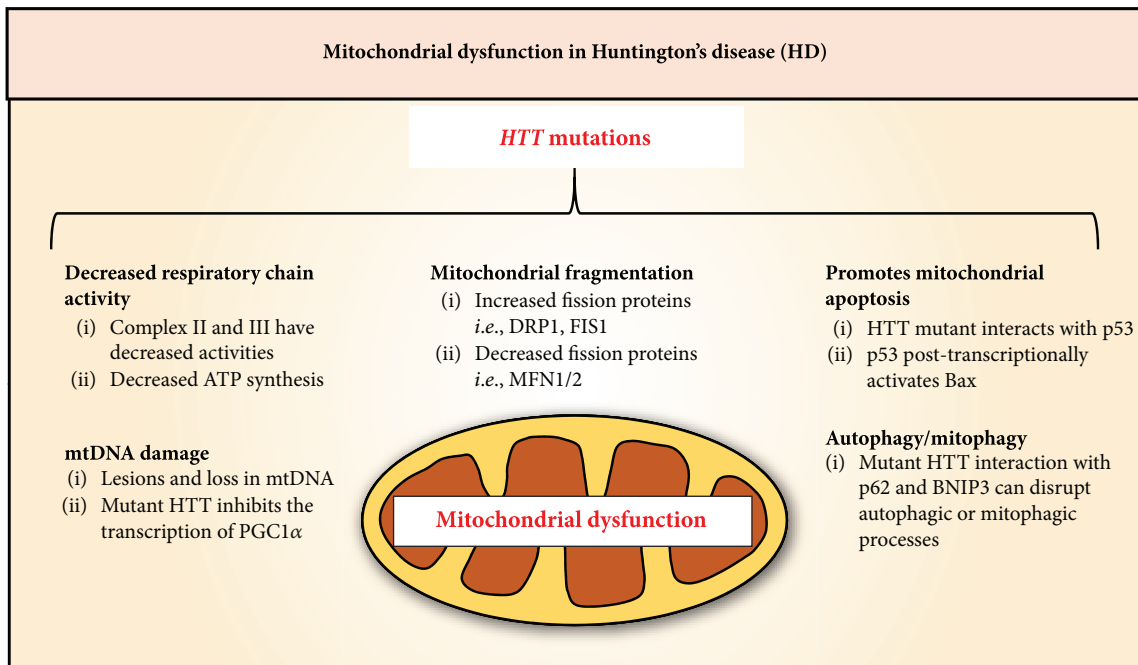 Mitochondrial dysfunction in Huntington's disease (HD)
HTT mutations
Decreased respiratory chain
activity
(i) Complex II and III have
decreased activities
(ii) Decreased ATP synthesis
mtDNA damage
(i) Lesions and loss in mtDNA
(ii) Mutant HTT inhibits the
transcription of PGC1α
Mitochondrial fragmentation
(i) Increased fission proteins
i.e., DRP1, FIS1
(ii) Decreased fission proteins
i.e., MFN1/2
Promotes mitochondrial
apoptosis
(i) HTT mutant interacts with p53
(ii) p53 post-transcriptionally
activates Bax
Autophagy/mitophagy
(i) Mutant HTT interaction with
p62 and BNIP3 can disrupt
autophagic or mitophagic
processes
Mitochondrial dysfunction